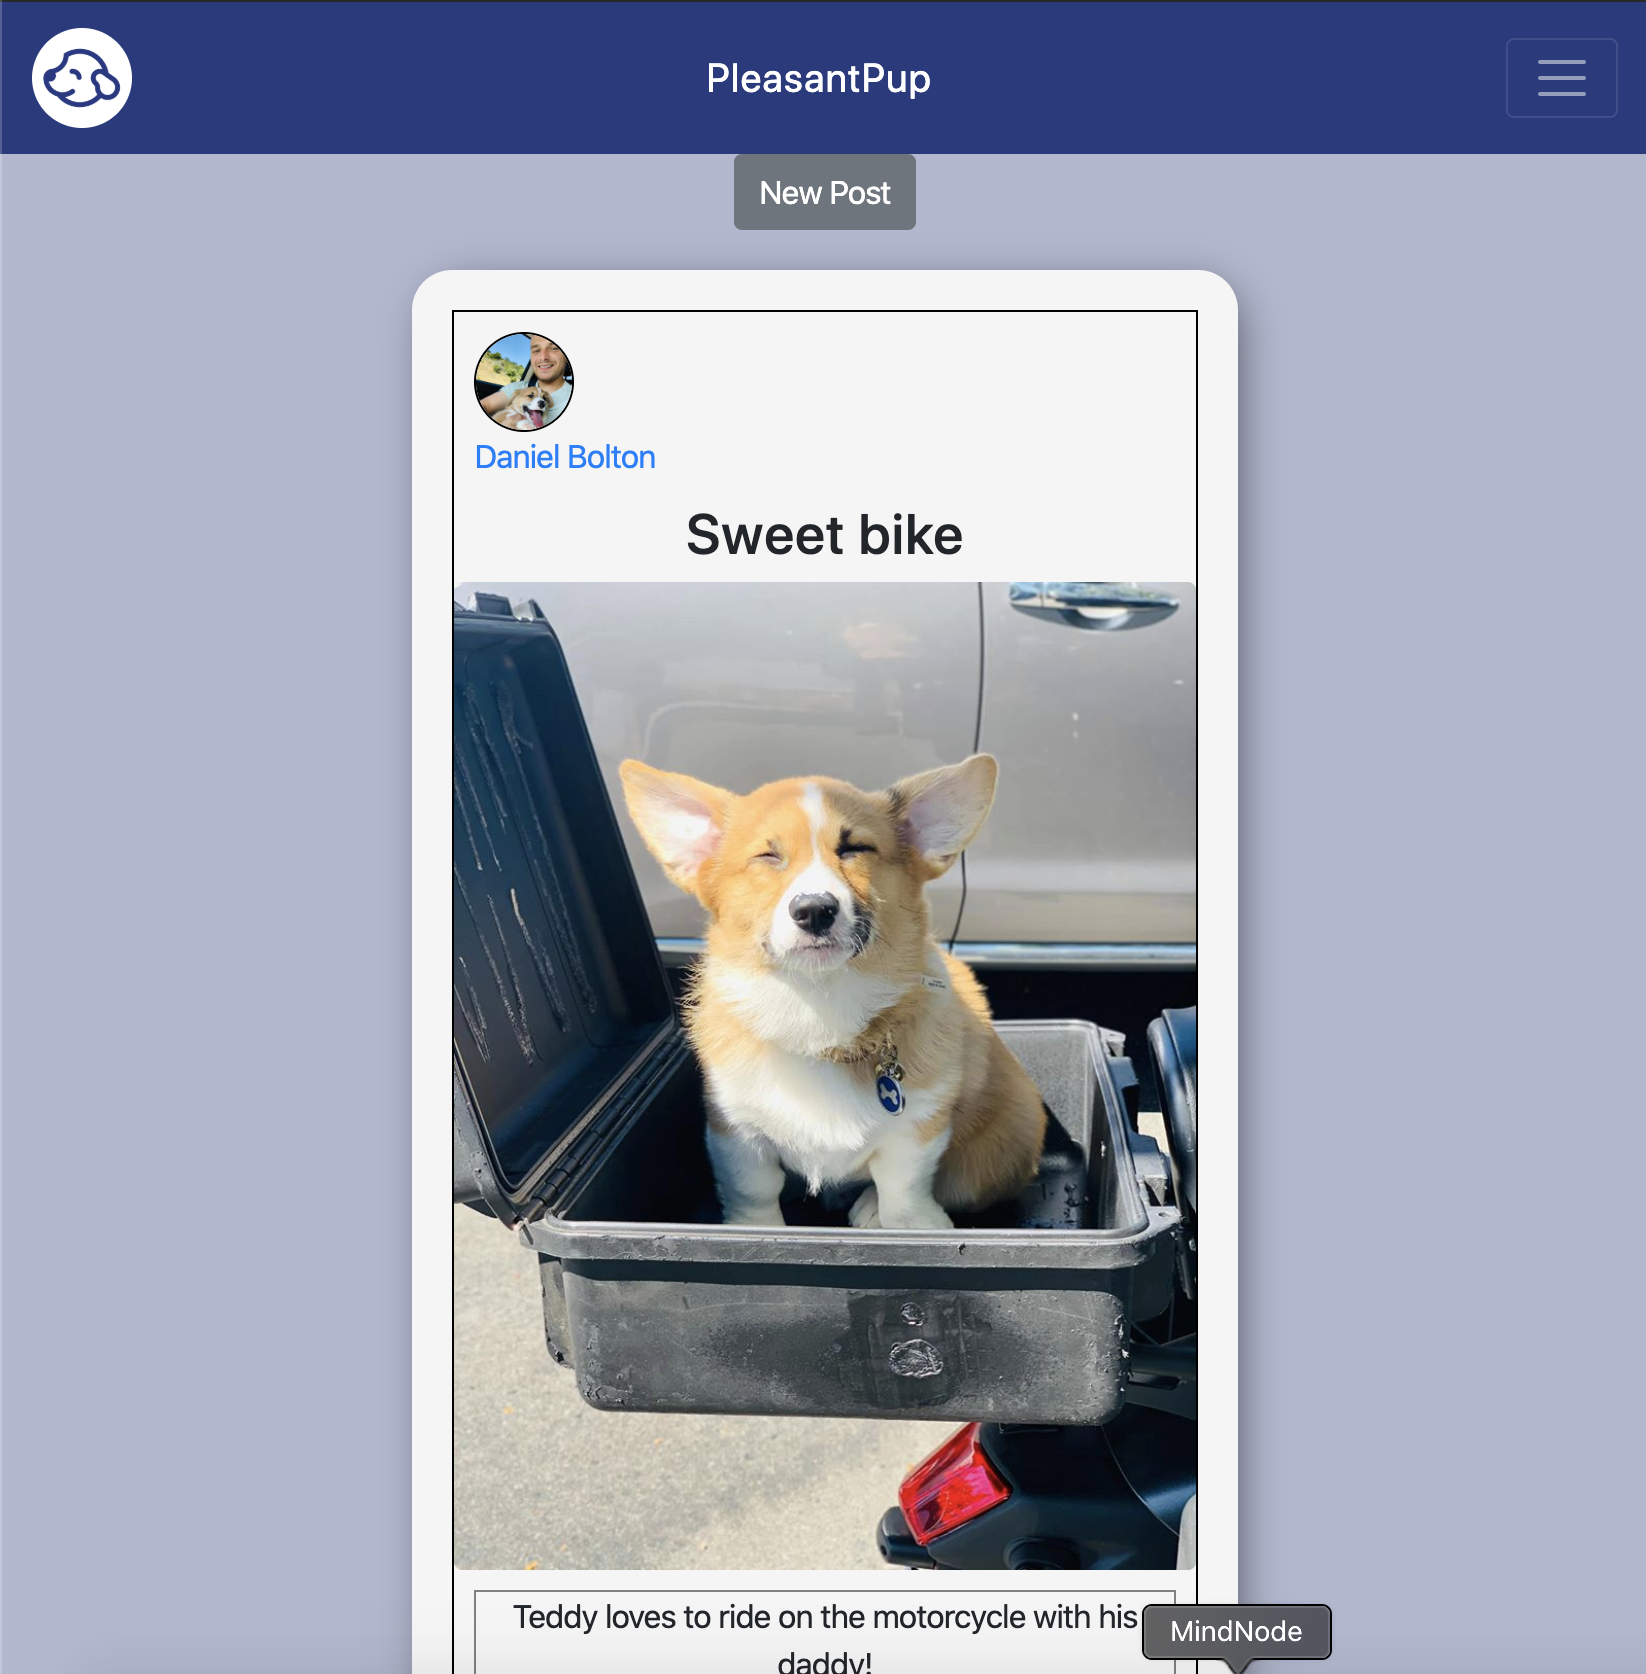 PleasantPup
New Post
Daniel Bolton
Sweet bike
Teddy loves to ride on the motorcycle with his
daddy!
MindNode